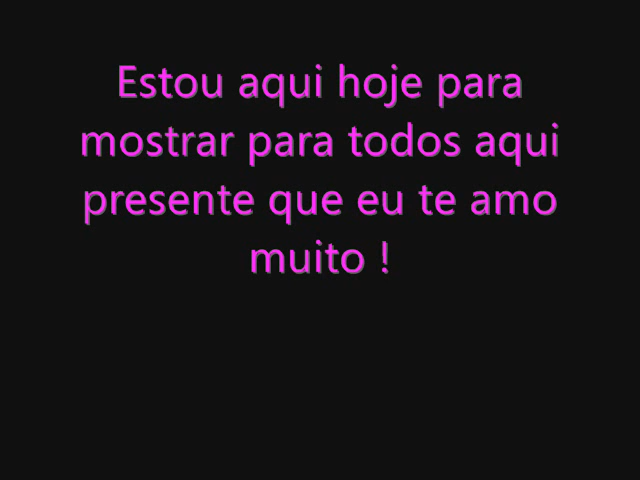 Estou aqui hoje para
mostrar para todos aqui
presente que eu te amo
muito !